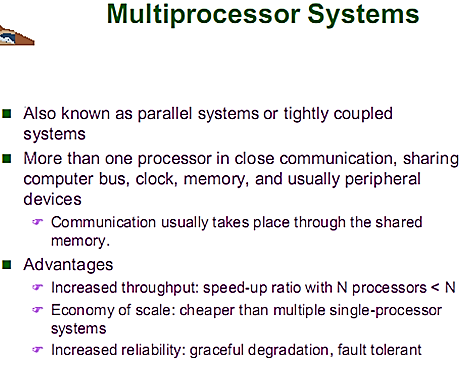 Multiprocessor Systems
Also known as parallel systems or tightly coupled
systems
More than one processor in close communication, sharing
computer bus, clock, memory, and usually peripheral
devices
Communication usually takes place through the shared
memory.
Advantages
Increased throughput: speed-up ratio with N processors < N
Economy of scale: cheaper than multiple single-processor
systems
Increased reliability: graceful degradation, fault tolerant